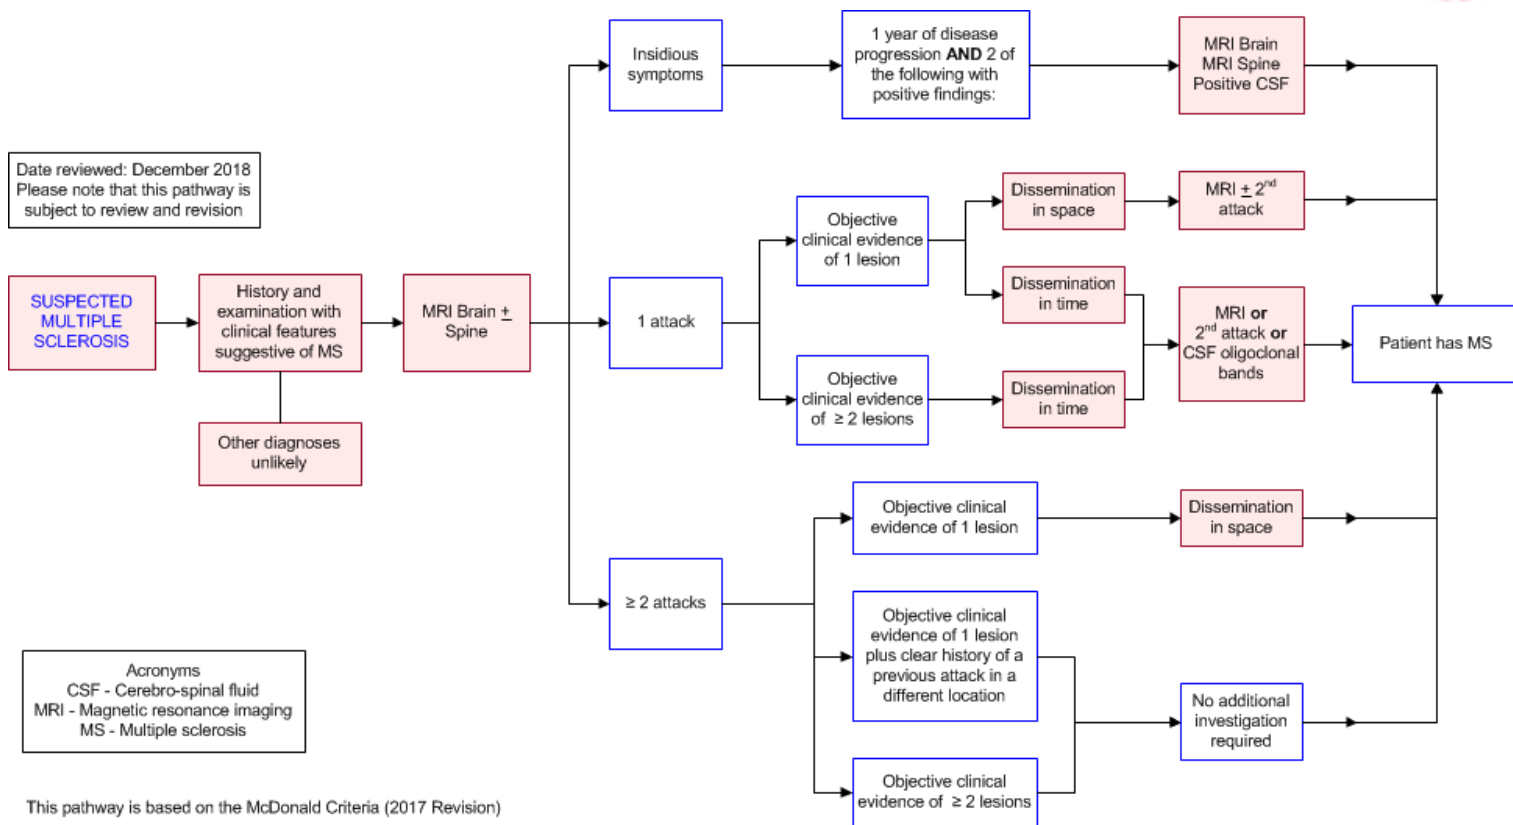 Insidious
symptoms
1 year of disease
progression AND 2 of
the following with
positive findings:
MRI Brain
MRI Spine
Positive CSF
Date reviewed: December 2018
Please note that this pathway is
subject to review and revision
Objective
clinical evidence
of 1 lesion
Dissemination
in space
MRI ± 2nd
attack
SUSPECTED
MULTIPLE
SCLEROSIS
History and
examination with
clinical features
suggestive of MS
MRI Brain ±
Spine
1 attack
Dissemination
in time
MRI or
2nd attack or
CSF oligoclonal
bands
Patient has MS
Objective
clinical evidence
of ≥ 2 lesions
Dissemination
in time
Other diagnoses
unlikely
Objective clinical
evidence of 1 lesion
Dissemination
in space
≥ 2 attacks
Objective clinical
evidence of 1 lesion
plus clear history of a
previous attack in a
different location
No additional
investigation
required
Objective clinical
evidence of ≥ 2 lesions
Acronyms
CSF - Cerebro-spinal fluid
MRI - Magnetic resonance imaging
MS - Multiple sclerosis
This pathway is based on the McDonald Criteria (2017 Revision)